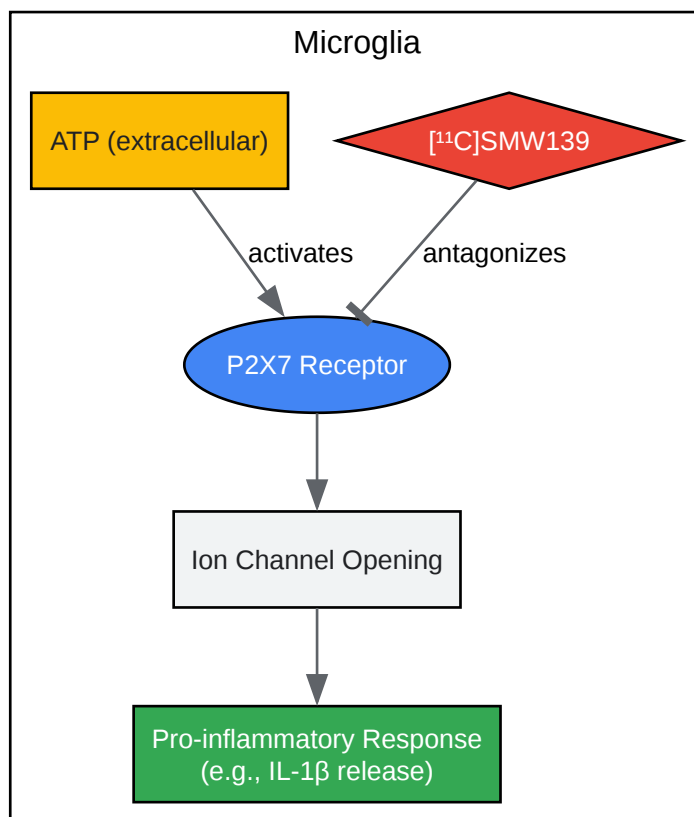 Microglia
ATP (extracellular)
[¹¹C]SMW139
activates
antagonizes
P2X7 Receptor
Ion Channel Opening
Pro-inflammatory Response
(e.g., IL-1β release)